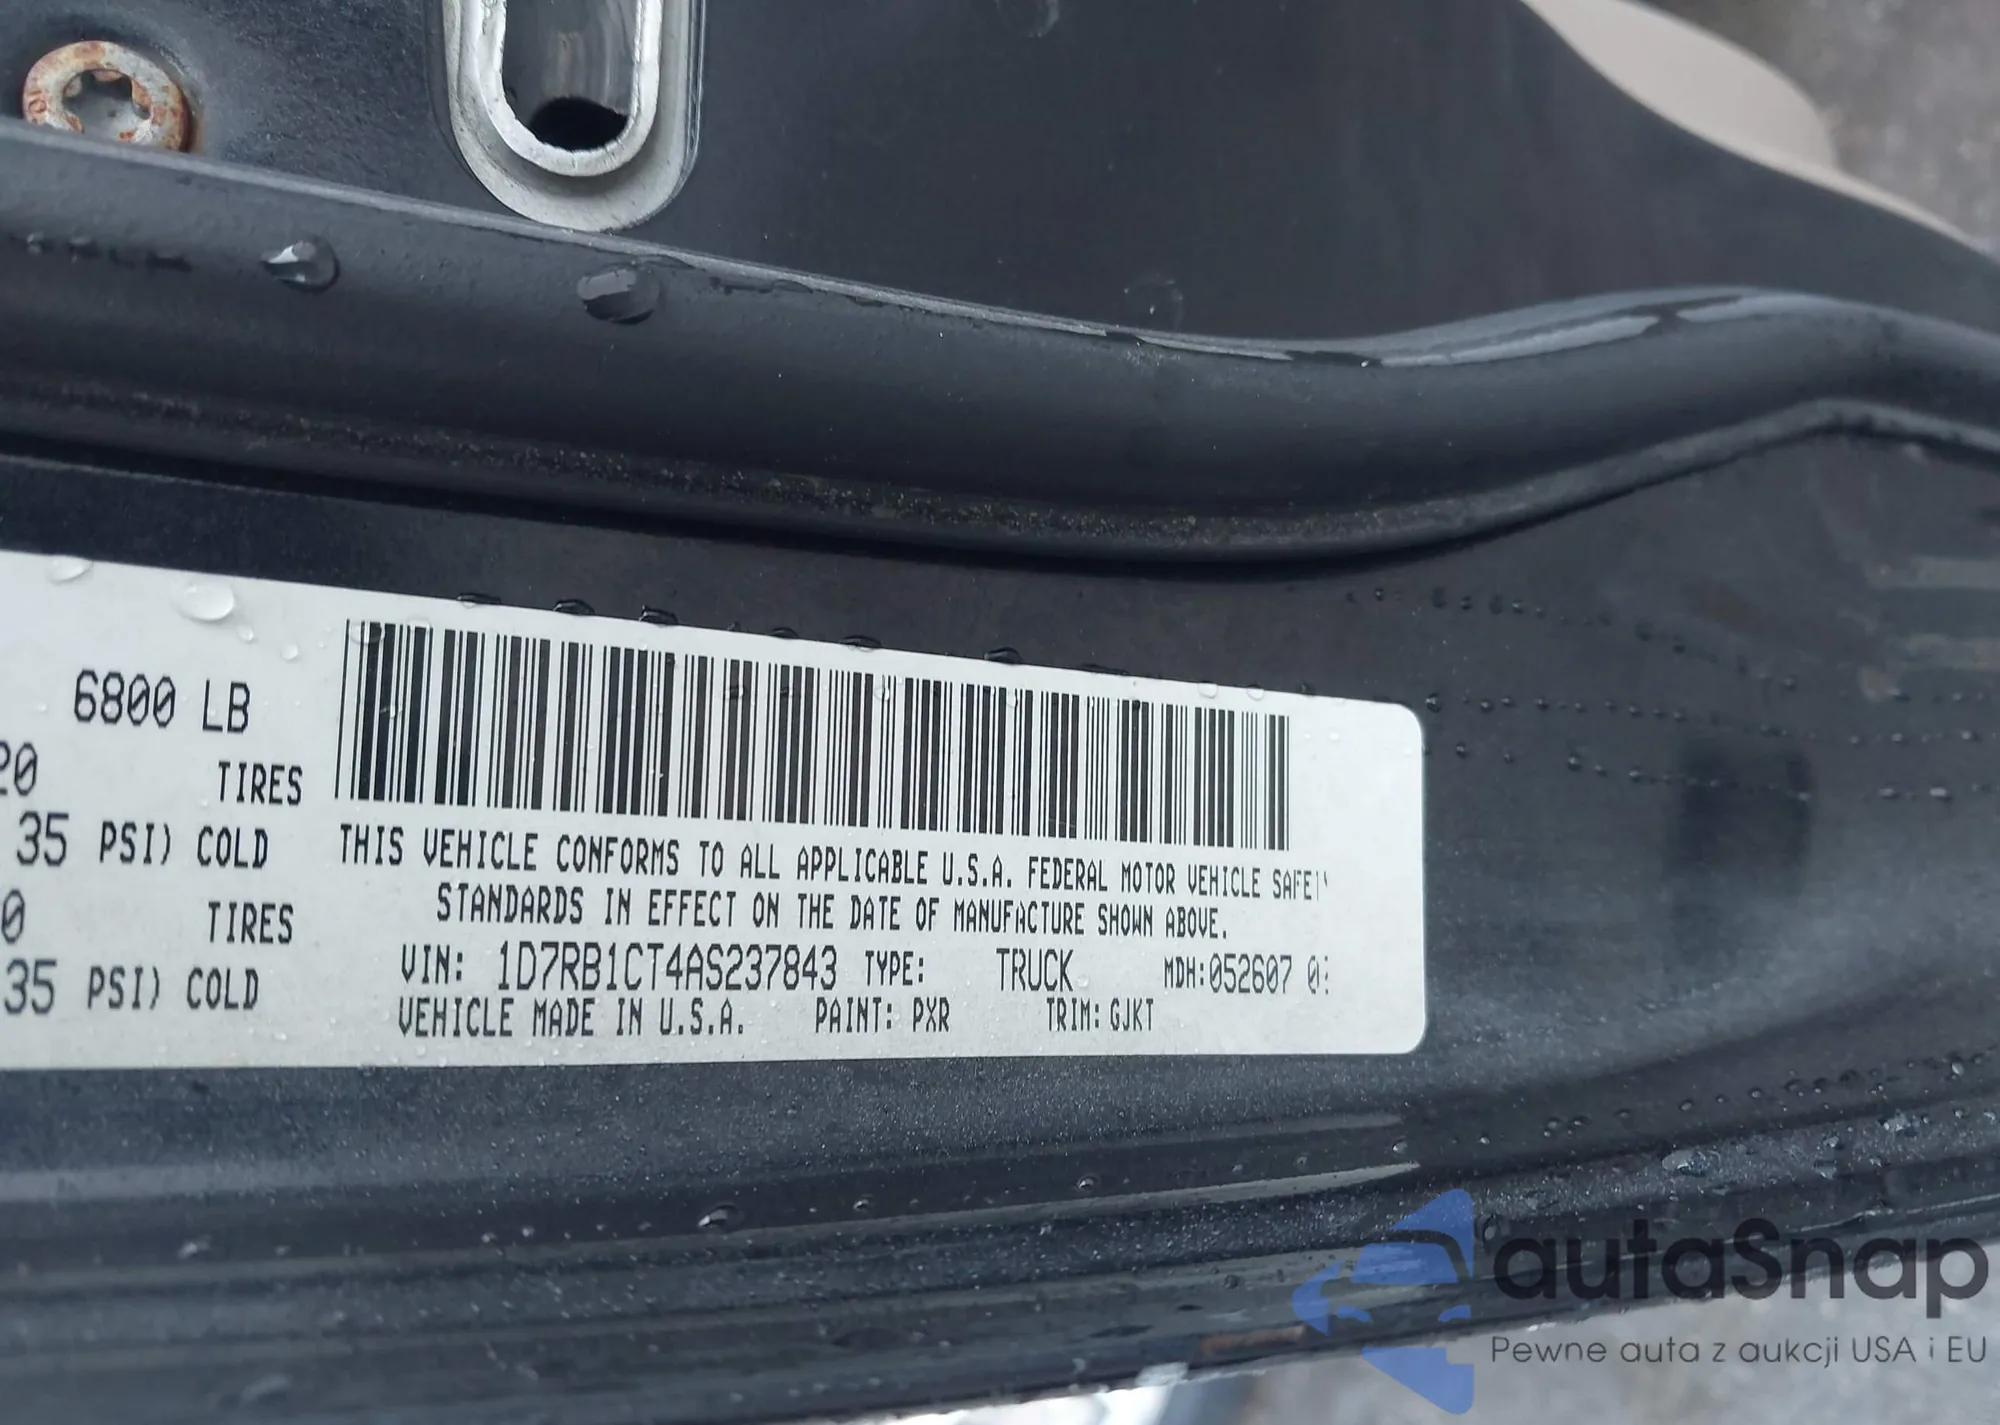 6800 LB
20 TIRES
35 PSI) COLD
0 TIRES
35 PSI) COLD
THIS VEHICLE CONFORMS TO ALL APPLICABLE U.S.A. FEDERAL MOTOR VEHICLE SAFETY
STANDARDS IN EFFECT ON THE DATE OF MANUFACTURE SHOWN ABOVE.
VIN: 1D7RB1CT4AS237843 TYPE: TRUCK MDH:052607 0
VEHICLE MADE IN U.S.A. PAINT: PXR TRIM: GJKT
autaSnap
Pewne auta z aukcji USA i EU